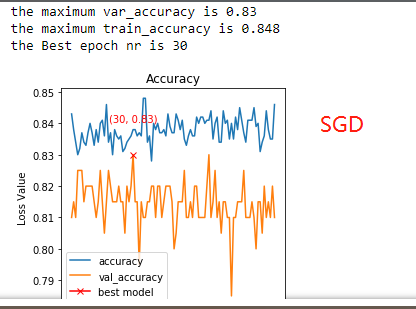 the maximum var_accuracy is 0.83
the maximum train_accuracy is 0.848
the Best epoch nr is 30
Accuracy
SGD
0.85
0.84
0.83
0.82
0.81
0.80
0.79
Loss Value
(30, 0.83)
accuracy
val_accuracy
best model